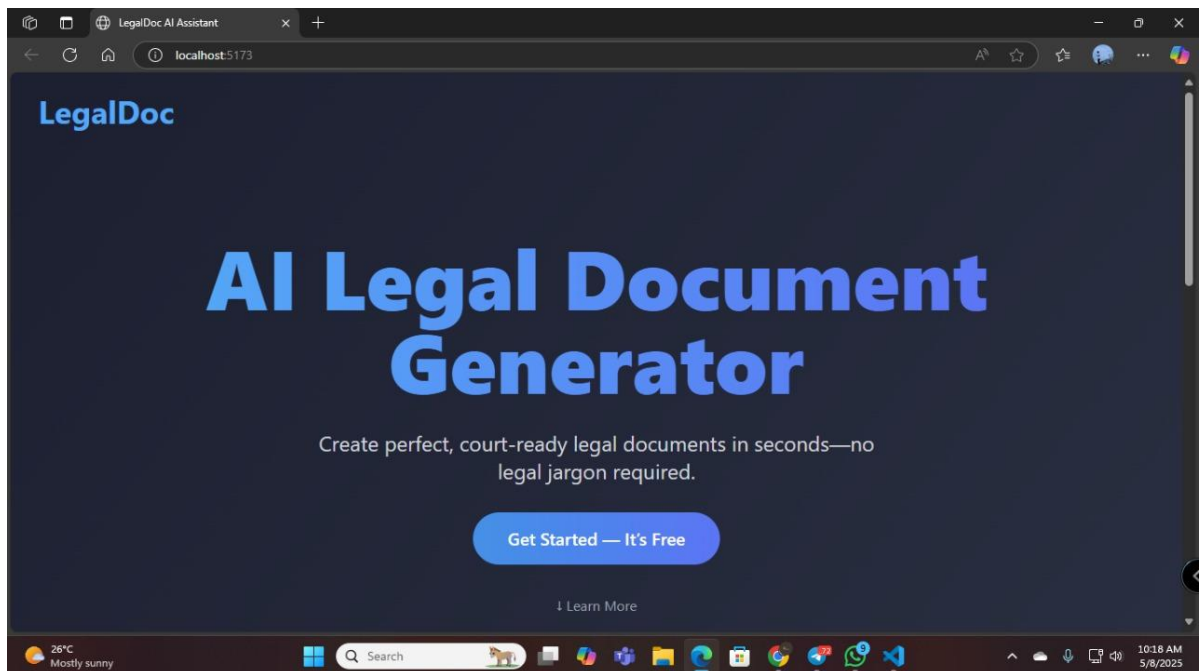 LegalDoc AI Assistant
localhost:5173
LegalDoc
AI Legal Document
Generator
Create perfect, court-ready legal documents in seconds—no
legal jargon required.
Get Started — It's Free
↓ Learn More
26°C
Mostly sunny
Search
77
9
10:18 AM
5/8/2025